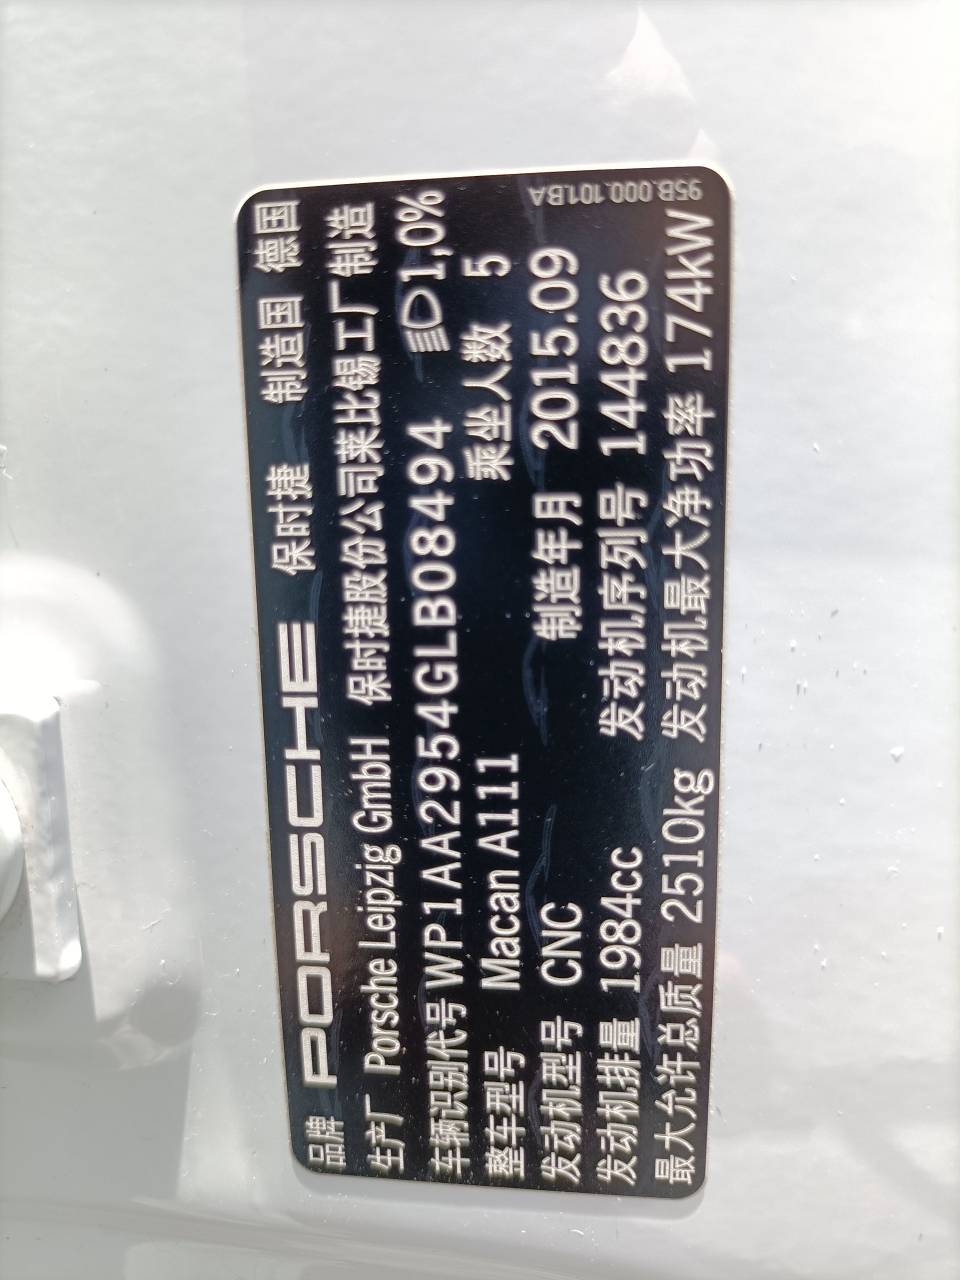 品牌 PORSCHE 保时捷 制造国 德国
生产厂 Porsche Leipzig GmbH 保时捷股份公司莱比锡工厂制造
车辆识别代号 WP1AA2954GLB08494 1,0%
整车型号 Macan A111 乘坐人数 5
发动机型号 CNC 制造年月 2015.09
发动机排量 1984cc 发动机序列号 144836
最大允许总质量 2510kg 发动机最大净功率 174kW
95B.000.101.BA